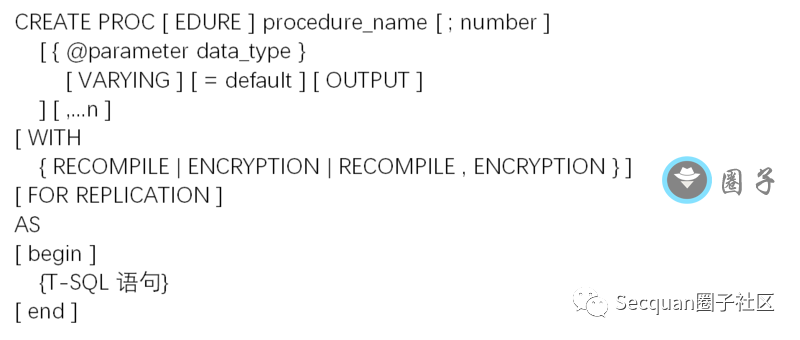 CREATE PROC [ EDURE ] procedure_name [ ; number ]
[ { @parameter data_type }
[ VARYING ] [ = default ] [ OUTPUT ]
] [ ,...n ]
[ WITH
{ RECOMPILE | ENCRYPTION | RECOMPILE , ENCRYPTION } ]
[ FOR REPLICATION ]
圈子
AS
[ begin ]
{T-SQL 语句}
[ end ]
Secquan圈子社区